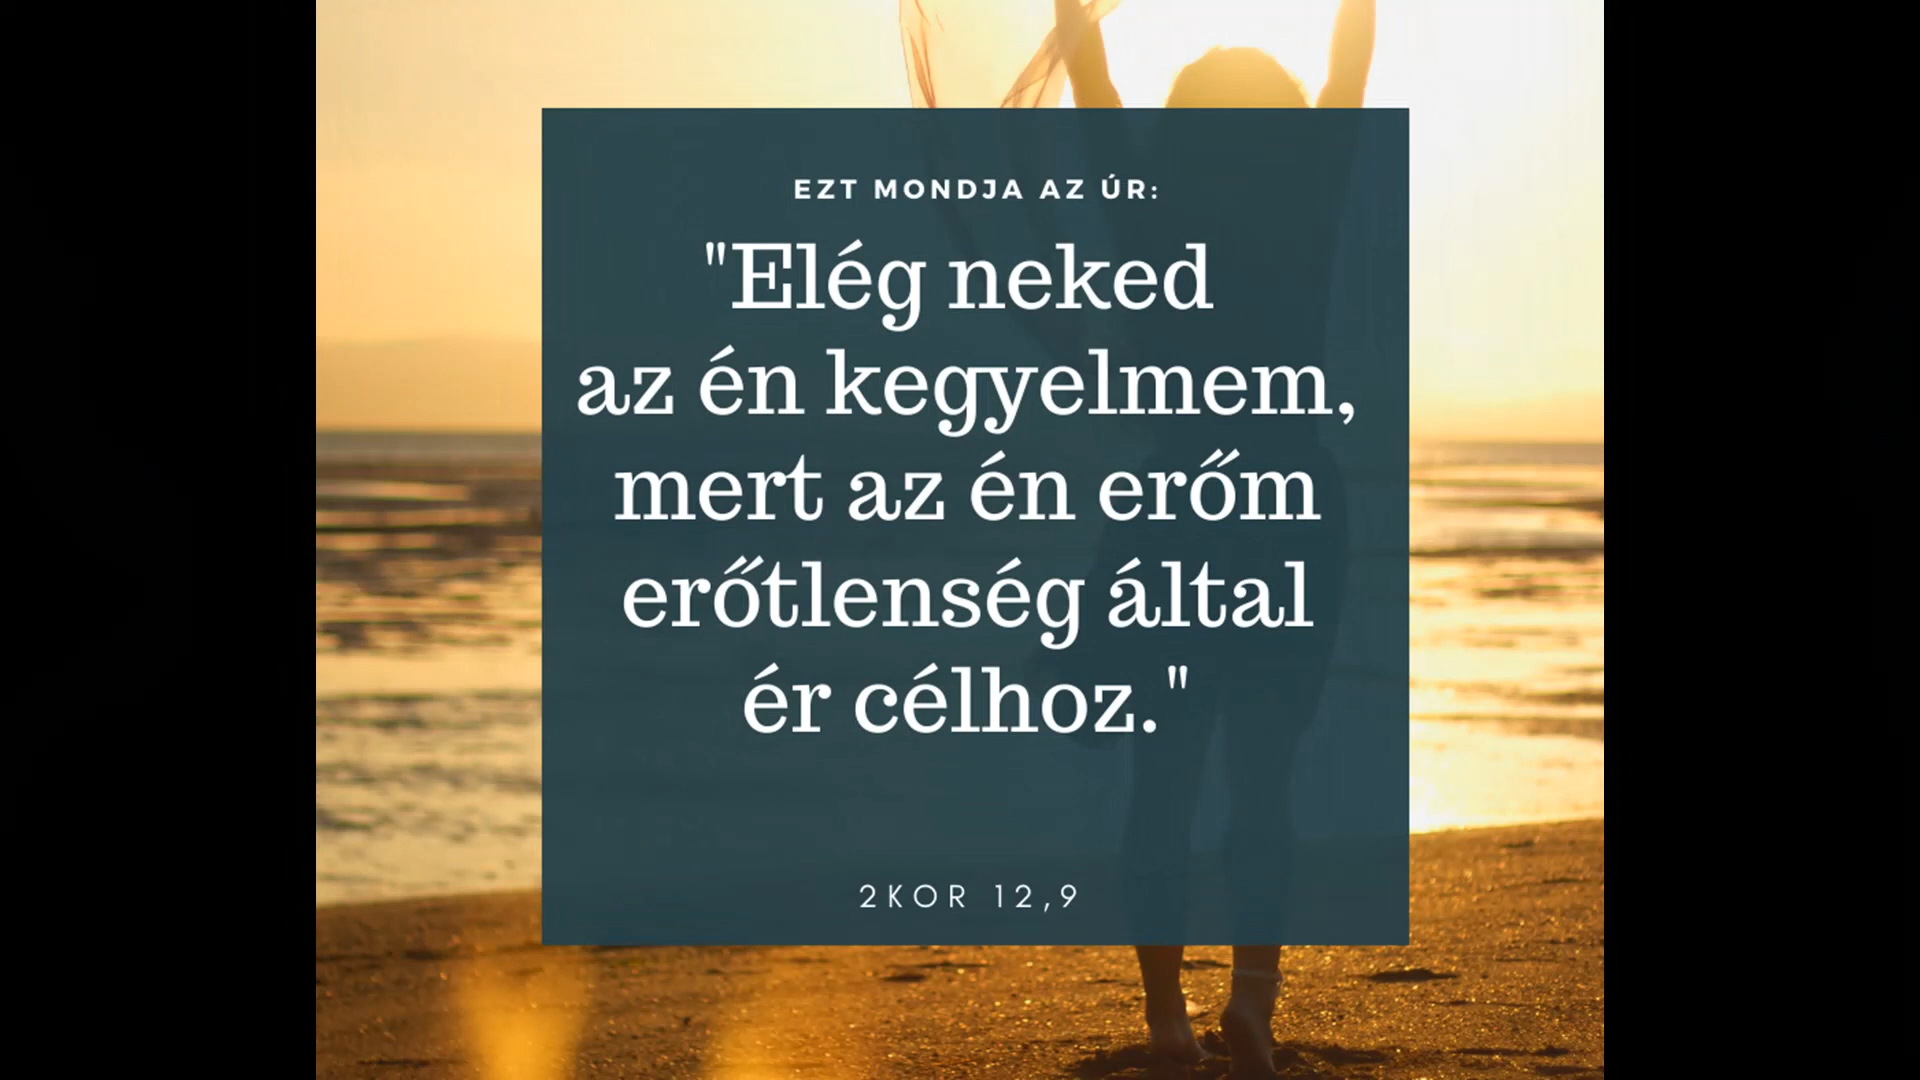 EZT MONDJA AZ ÚR:
"Elég neked
az én kegyelmem,
mert az én erőm
erőtlenség által
ér célhoz."
2KOR 12,9